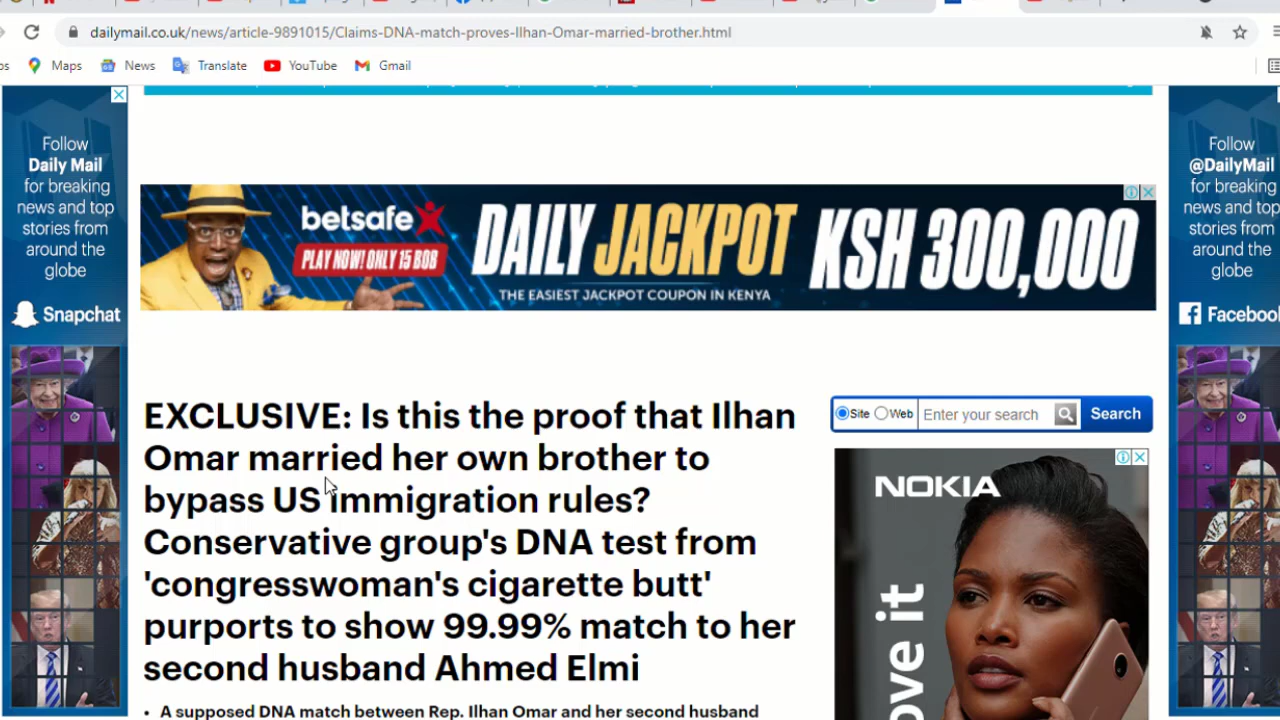 dailymail.co.uk/news/article-9891015/Claims-DNA-match-proves-Ilhan-Omar-married-brother.html
Maps
News
Translate
YouTube
Gmail
Follow
Daily Mail
for breaking
news and top
stories from
around the
globe
Snapchat
betsafe
PLAY NOW! ONLY 15 BOB
DAILY JACKPOT
THE EASIEST JACKPOT COUPON IN KENYA
KSH 300,000
Follow
@DailyMail
for breaking
news and top
stories from
around the
globe
Facebook
EXCLUSIVE: Is this the proof that Ilhan
Omar married her own brother to
bypass US immigration rules?
Conservative group's DNA test from
'congresswoman's cigarette butt'
purports to show 99.99% match to her
second husband Ahmed Elmi
• A supposed DNA match between Rep. Ilhan Omar and her second husband
Site Web Enter your search Search
NOKIA
ove it